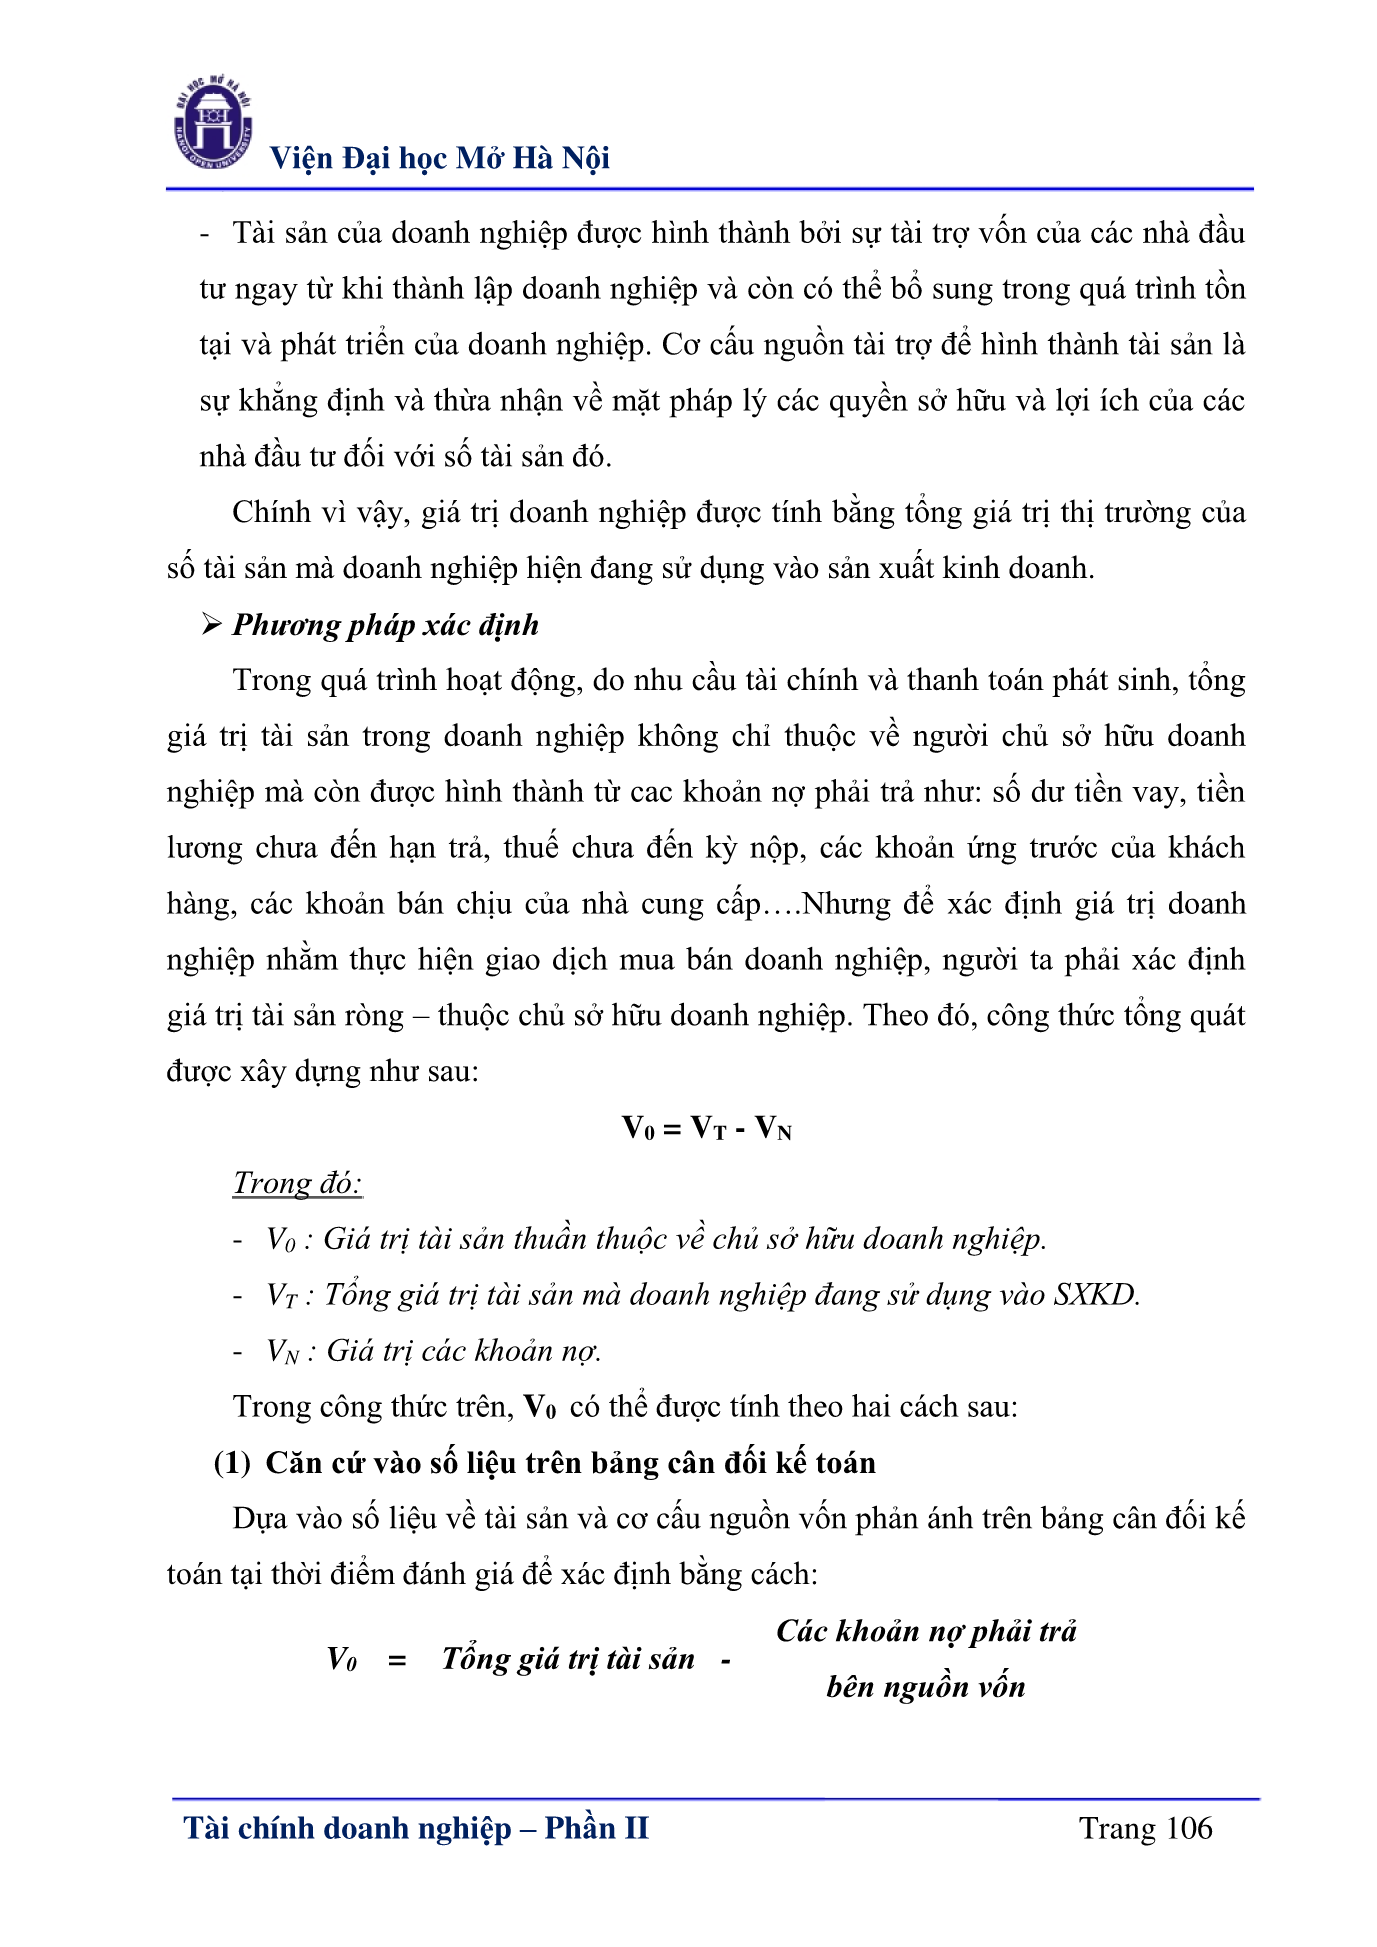 ĐẠI HỌC MỞ HÀ NỘI
HANOI OPEN UNIVERSITY
Viện Đại học Mở Hà Nội
- Tài sản của doanh nghiệp được hình thành bởi sự tài trợ vốn của các nhà đầu
tư ngay từ khi thành lập doanh nghiệp và còn có thể bổ sung trong quá trình tồn
tại và phát triển của doanh nghiệp. Cơ cấu nguồn tài trợ để hình thành tài sản là
sự khẳng định và thừa nhận về mặt pháp lý các quyền sở hữu và lợi ích của các
nhà đầu tư đối với số tài sản đó.
Chính vì vậy, giá trị doanh nghiệp được tính bằng tổng giá trị thị trường của
số tài sản mà doanh nghiệp hiện đang sử dụng vào sản xuất kinh doanh.
➢ Phương pháp xác định
Trong quá trình hoạt động, do nhu cầu tài chính và thanh toán phát sinh, tổng
giá trị tài sản trong doanh nghiệp không chỉ thuộc về người chủ sở hữu doanh
nghiệp mà còn được hình thành từ cac khoản nợ phải trả như: số dư tiền vay, tiền
lương chưa đến hạn trả, thuế chưa đến kỳ nộp, các khoản ứng trước của khách
hàng, các khoản bán chịu của nhà cung cấp….Nhưng để xác định giá trị doanh
nghiệp nhằm thực hiện giao dịch mua bán doanh nghiệp, người ta phải xác định
giá trị tài sản ròng – thuộc chủ sở hữu doanh nghiệp. Theo đó, công thức tổng quát
được xây dựng như sau:
V₀ = V_T - V_N
Trong đó:
- V₀ : Giá trị tài sản thuần thuộc về chủ sở hữu doanh nghiệp.
- V_T : Tổng giá trị tài sản mà doanh nghiệp đang sử dụng vào SXKD.
- V_N : Giá trị các khoản nợ.
Trong công thức trên, V₀ có thể được tính theo hai cách sau:
(1) Căn cứ vào số liệu trên bảng cân đối kế toán
Dựa vào số liệu về tài sản và cơ cấu nguồn vốn phản ánh trên bảng cân đối kế
toán tại thời điểm đánh giá để xác định bằng cách:
V₀ = Tổng giá trị tài sản - Các khoản nợ phải trả
bên nguồn vốn
Tài chính doanh nghiệp – Phần II Trang 106